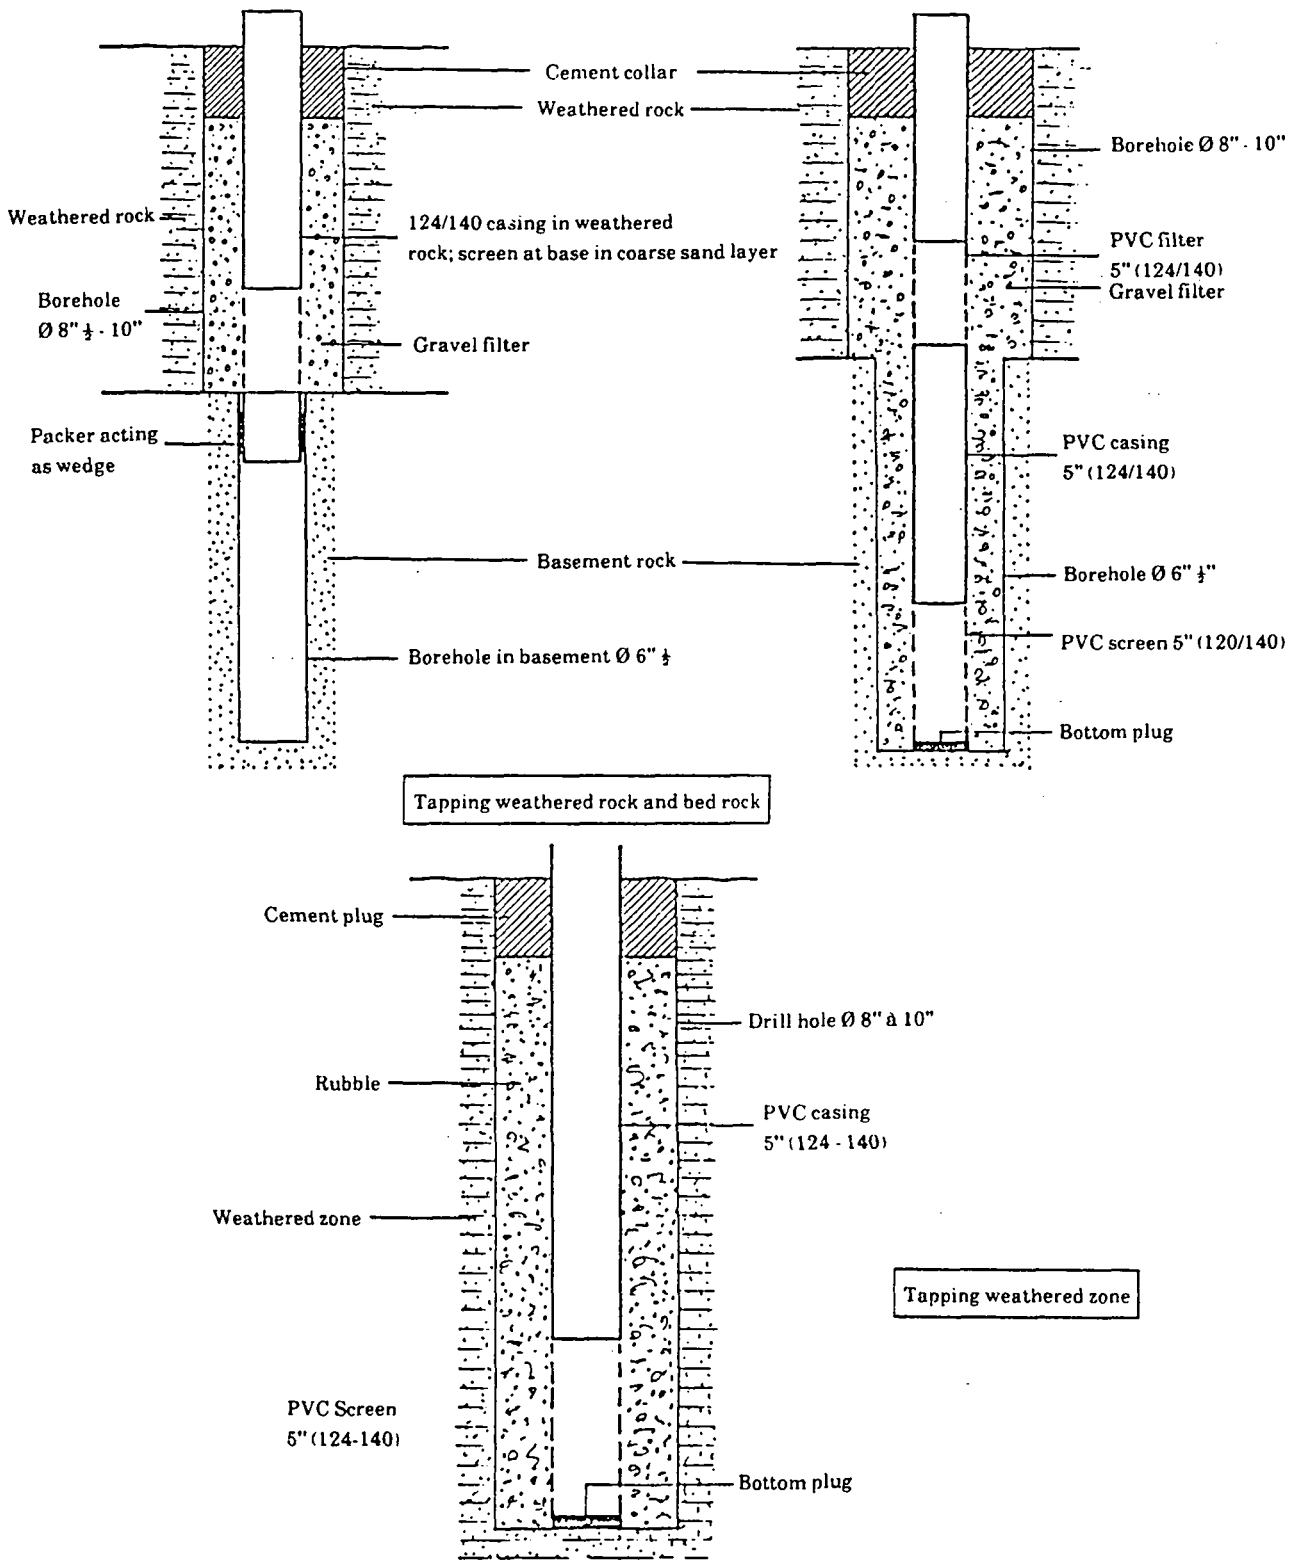 Cement collar
Weathered rock
Borehole Ø 8" - 10"
Weathered rock
124/140 casing in weathered
rock; screen at base in coarse sand layer
PVC filter
5" (124/140)
Gravel filter
Borehole
Ø 8" ½ - 10"
Gravel filter
Packer acting
as wedge
PVC casing
5" (124/140)
Basement rock
Borehole Ø 6" ½"
Borehole in basement Ø 6" ½
PVC screen 5" (120/140)
Bottom plug
Tapping weathered rock and bed rock
Cement plug
Drill hole Ø 8" à 10"
Rubble
PVC casing
5" (124 - 140)
Weathered zone
Tapping weathered zone
PVC Screen
5" (124-140)
Bottom plug